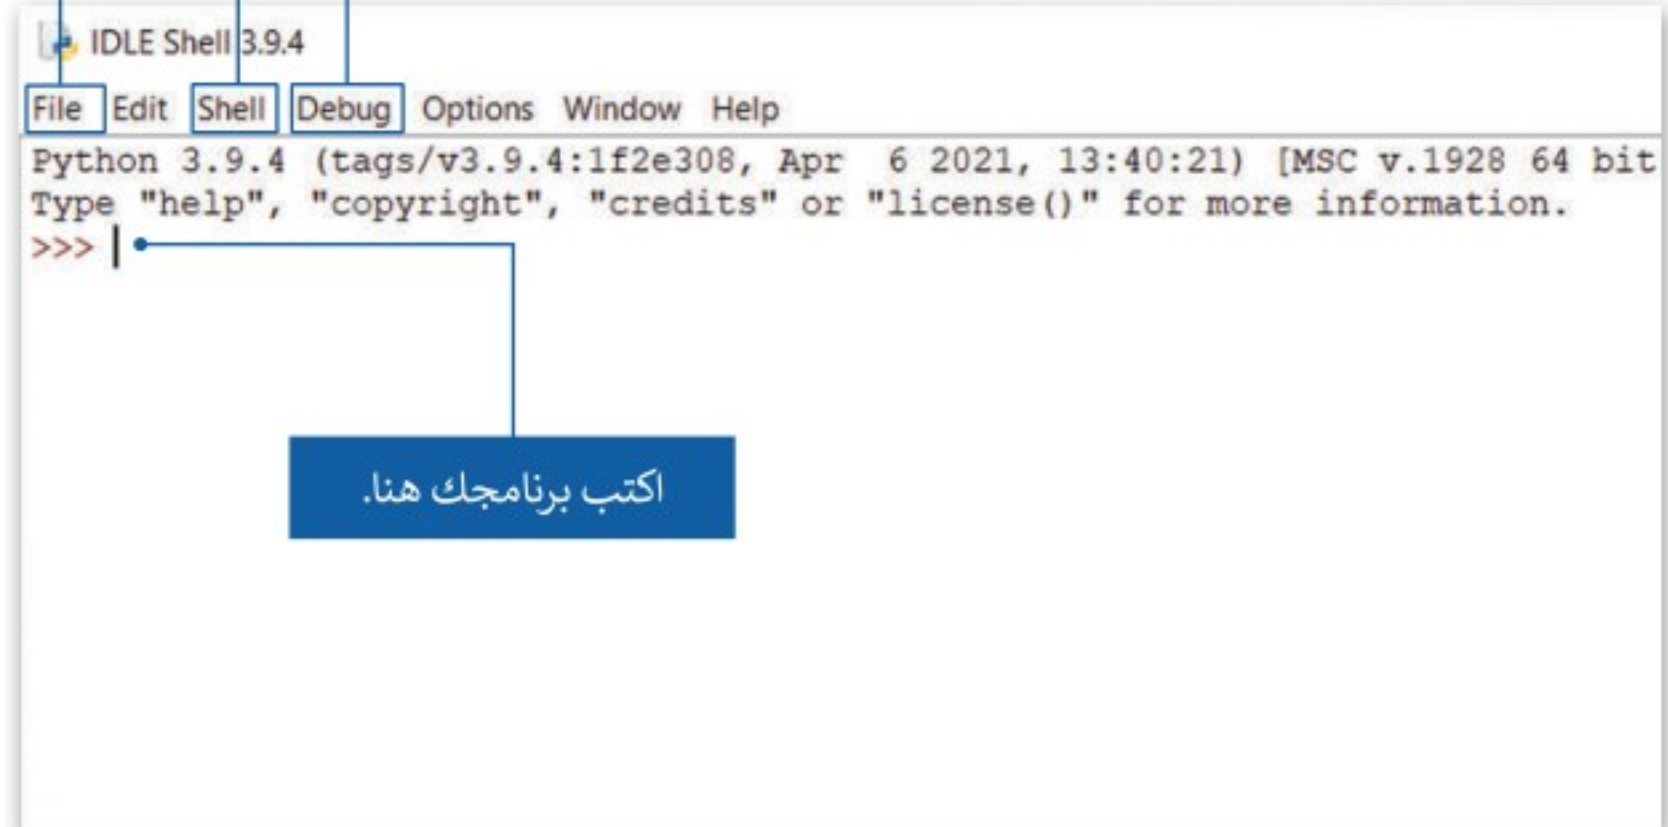 IDLE Shell 3.9.4
File Edit Shell Debug Options Window Help
Python 3.9.4 (tags/v3.9.4:1f2e308, Apr  6 2021, 13:40:21) [MSC v.1928 64 bit
Type "help", "copyright", "credits" or "license()" for more information.
>>>
اكتب برنامجك هنا.